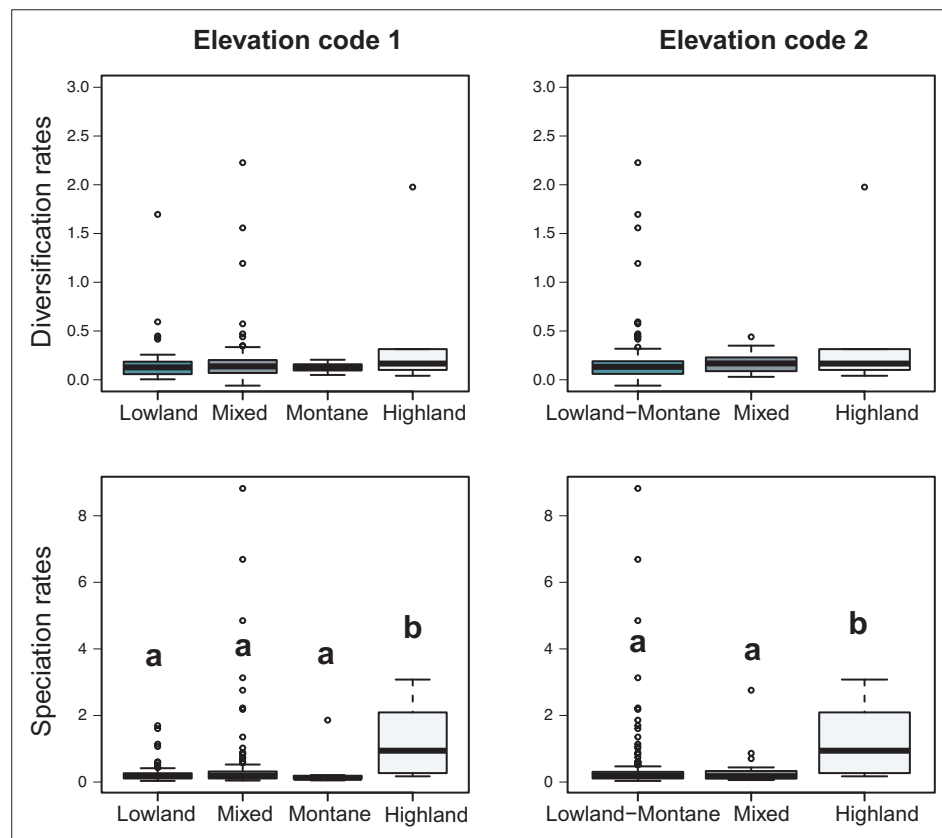 Elevation code 1
Elevation code 2
Diversification rates
3.0
2.5
2.0
1.5
1.0
0.5
0.0
Lowland Mixed Montane Highland
3.0
2.5
2.0
1.5
1.0
0.5
0.0
Lowland−Montane Mixed Highland
Speciation rates
8
6
4
2
0
a a a b
Lowland Mixed Montane Highland
8
6
4
2
0
a a b
Lowland−Montane Mixed Highland